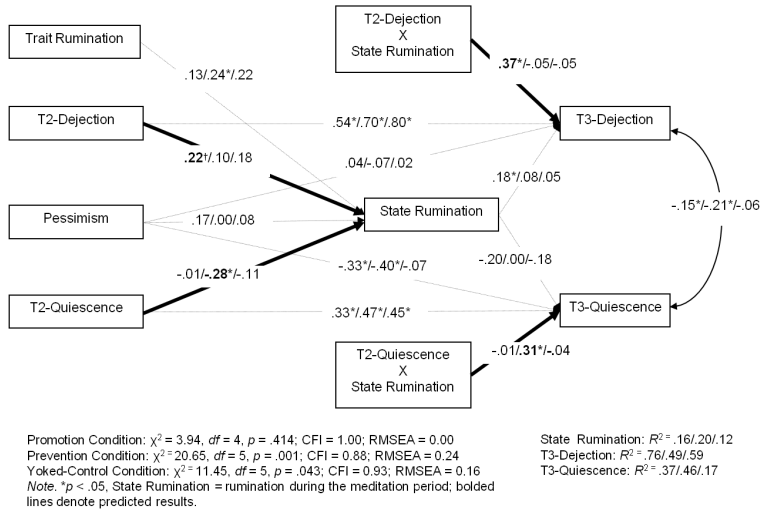 T2-Dejection
X
State Rumination
Trait Rumination
.13/.24*/.22
.37*/-.05/-.05
T2-Dejection
.54*/.70*/.80*
T3-Dejection
.22†/.10/.18
.04/-.07/.02
.18*/.08/.05
Pessimism
.17/.00/.08
State Rumination
-.15*/-.21*/-.06
-.01/-.28*/-.11
-.33*/-.40*/-.07
-.20/.00/-.18
T2-Quiescence
.33*/.47*/.45*
T3-Quiescence
T2-Quiescence
X
State Rumination
-.01/.31*/-.04
Promotion Condition: χ² = 3.94, df = 4, p = .414; CFI = 1.00; RMSEA = 0.00
Prevention Condition: χ² = 20.65, df = 5, p = .001; CFI = 0.88; RMSEA = 0.24
Yoked-Control Condition: χ² = 11.45, df = 5, p = .043; CFI = 0.93; RMSEA = 0.16
Note. *p < .05, State Rumination = rumination during the meditation period; bolded
lines denote predicted results.
State Rumination: R² = .16/.20/.12
T3-Dejection: R² = .76/.49/.59
T3-Quiescence: R² = .37/.46/.17